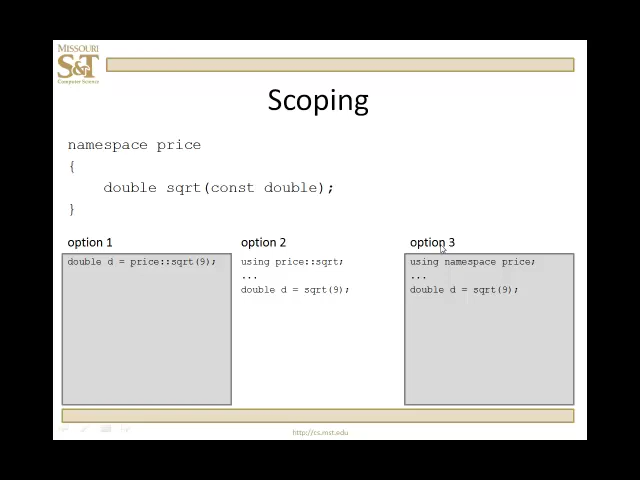 MISSOURI
S&T
Computer Science
Scoping
namespace price
{
double sqrt(const double);
}
option 1
double d = price::sqrt(9);
option 2
using price::sqrt;
...
double d = sqrt(9);
option 3
using namespace price;
...
double d = sqrt(9);
http://cs.mst.edu